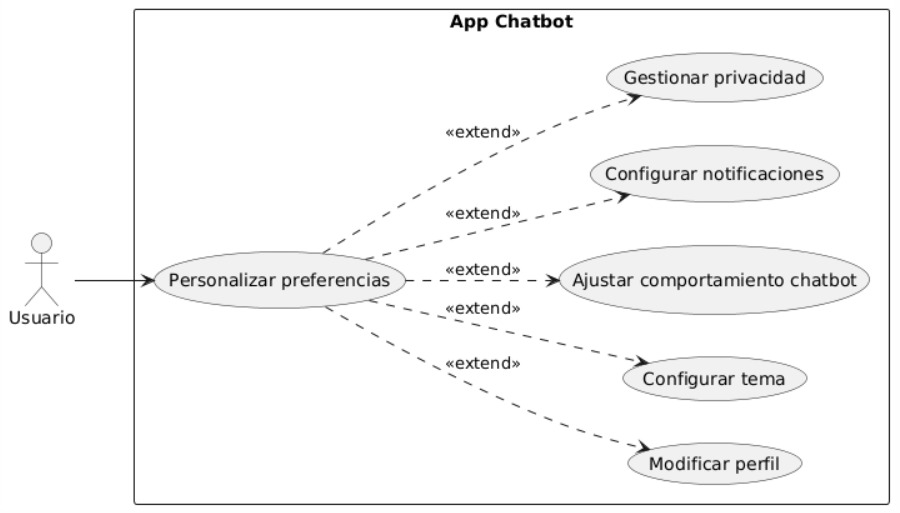 App Chatbot
Gestionar privacidad
«extend»
Configurar notificaciones
«extend»
Personalizar preferencias
«extend»
Ajustar comportamiento chatbot
Usuario
«extend»
Configurar tema
«extend»
Modificar perfil